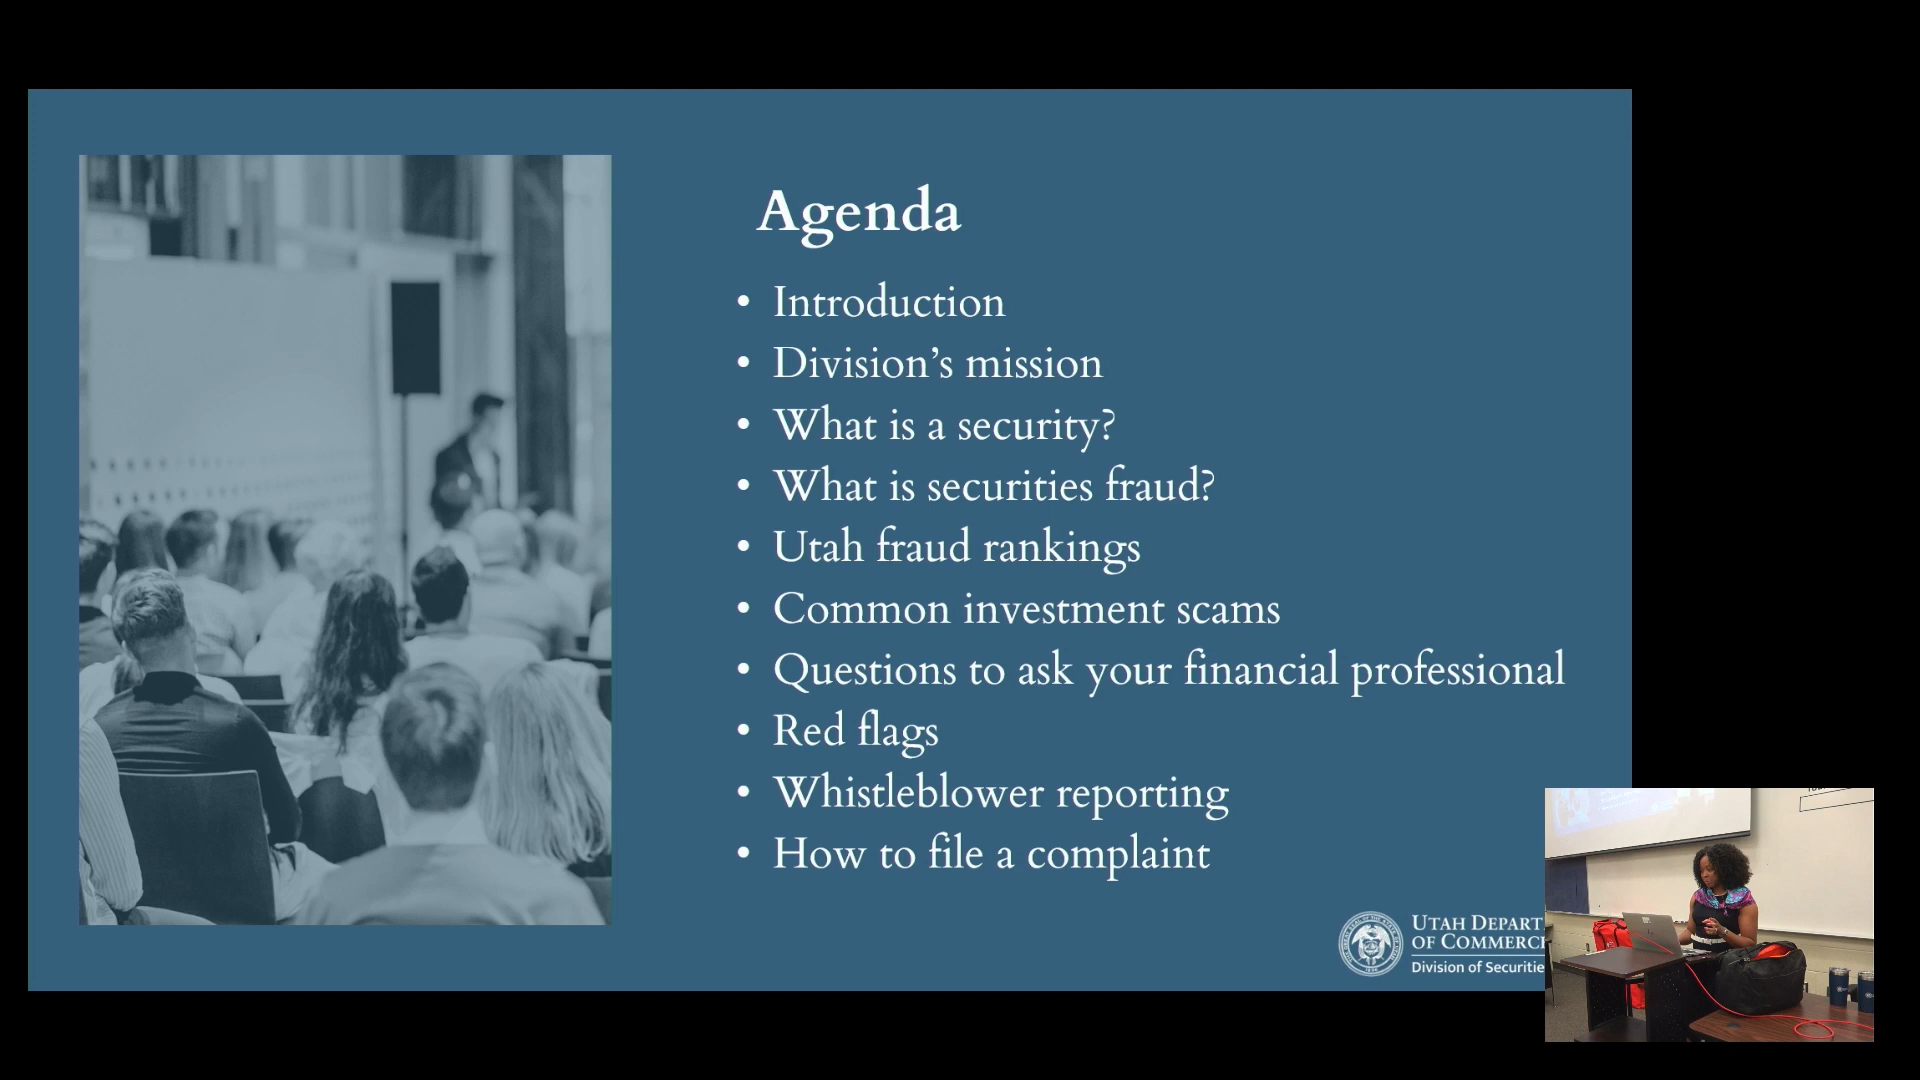 Agenda
• Introduction
• Division’s mission
• What is a security?
• What is securities fraud?
• Utah fraud rankings
• Common investment scams
• Questions to ask your financial professional
• Red flags
• Whistleblower reporting
• How to file a complaint
UTAH DEPART
OF COMMERC
Division of Securitie